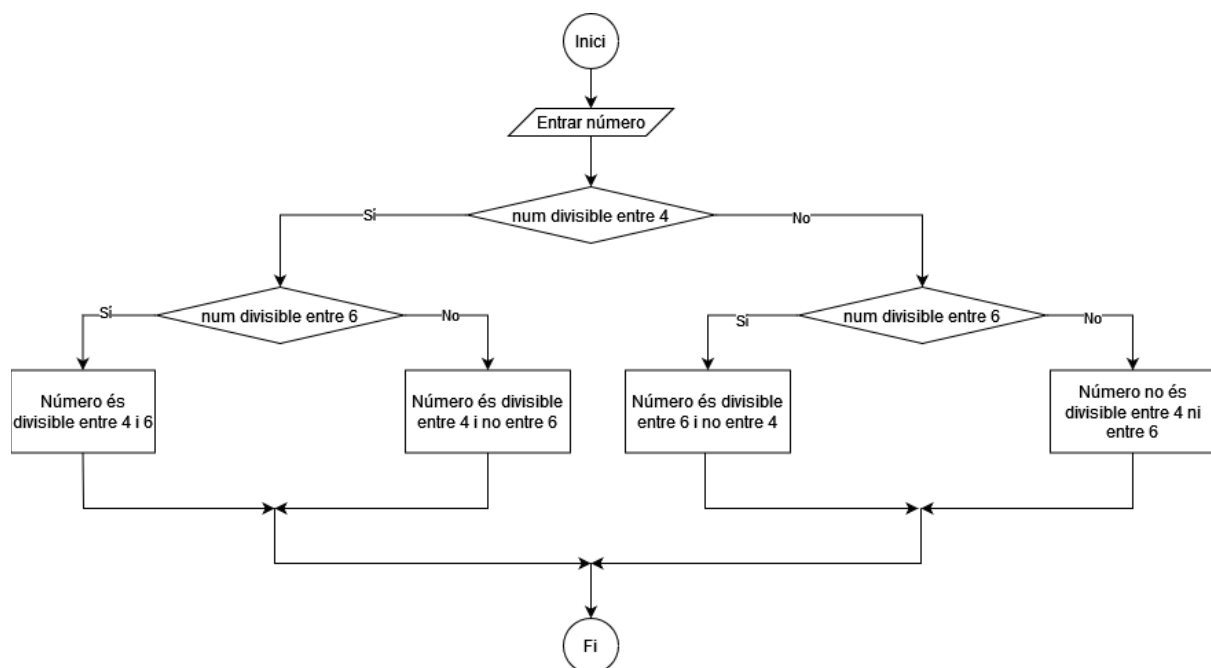 Inici
Entrar número
num divisible entre 4
Sí
No
num divisible entre 6
Sí
No
num divisible entre 6
Si
No
Número és
divisible entre 4 i 6
Número és divisible
entre 4 i no entre 6
Número és divisible
entre 6 i no entre 4
Número no és
divisible entre 4 ni
entre 6
Fi